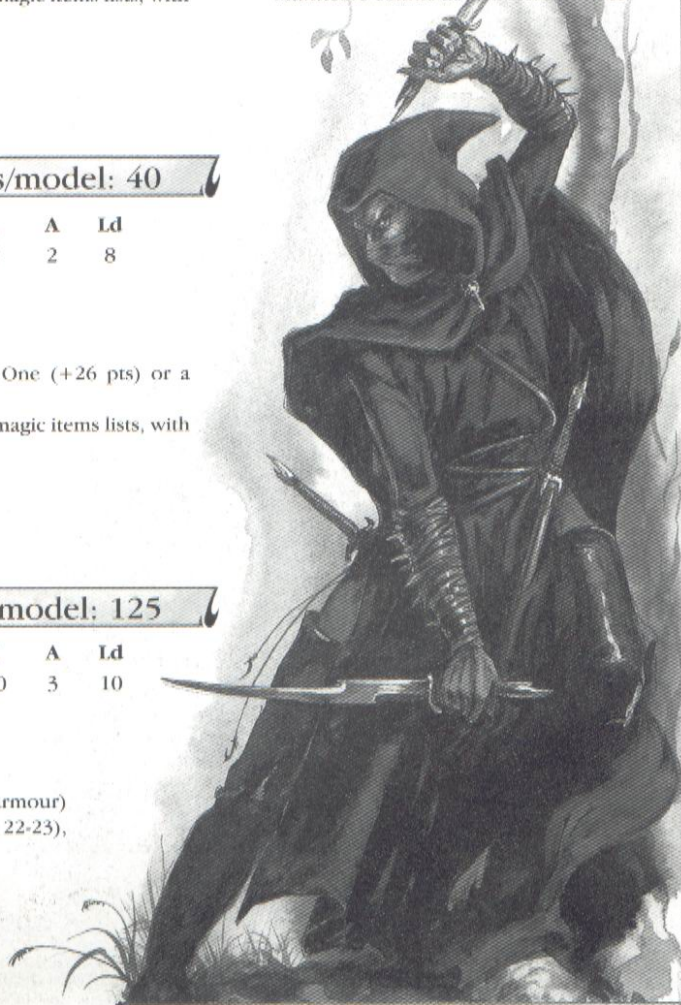 magic items lists, with
s/model: 40
A Ld
2 8
One (+26 pts) or a
magic items lists, with
model: 125
A Ld
0 3 10
rmour)
22-23),